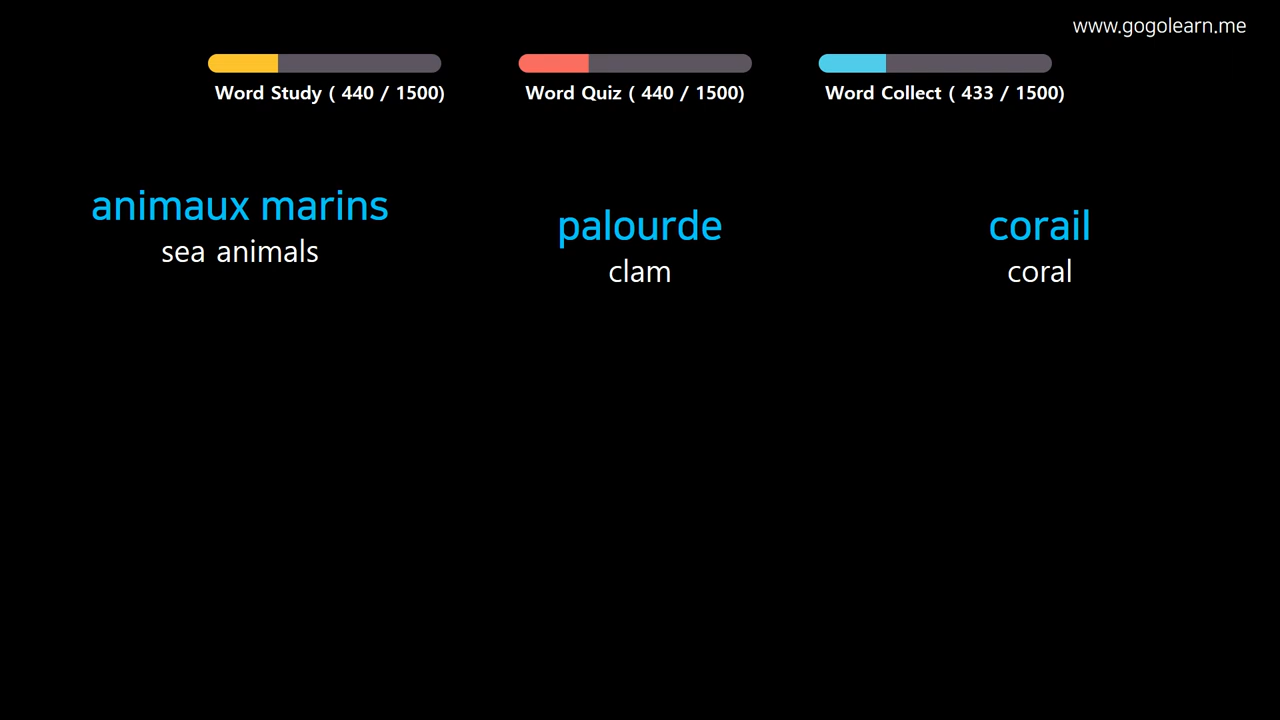 www.gogolearn.me
Word Study ( 440 / 1500)
Word Quiz ( 440 / 1500)
Word Collect ( 433 / 1500)
animaux marins
sea animals
palourde
clam
corail
coral